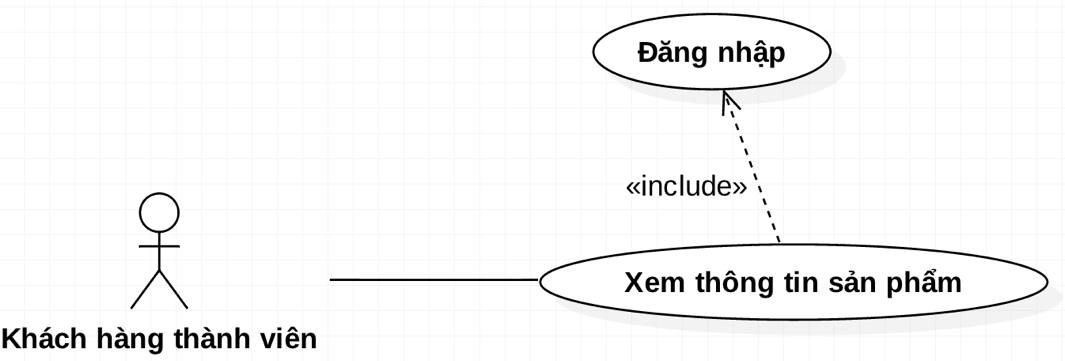 Đăng nhập
«include»
Xem thông tin sản phẩm
Khách hàng thành viên